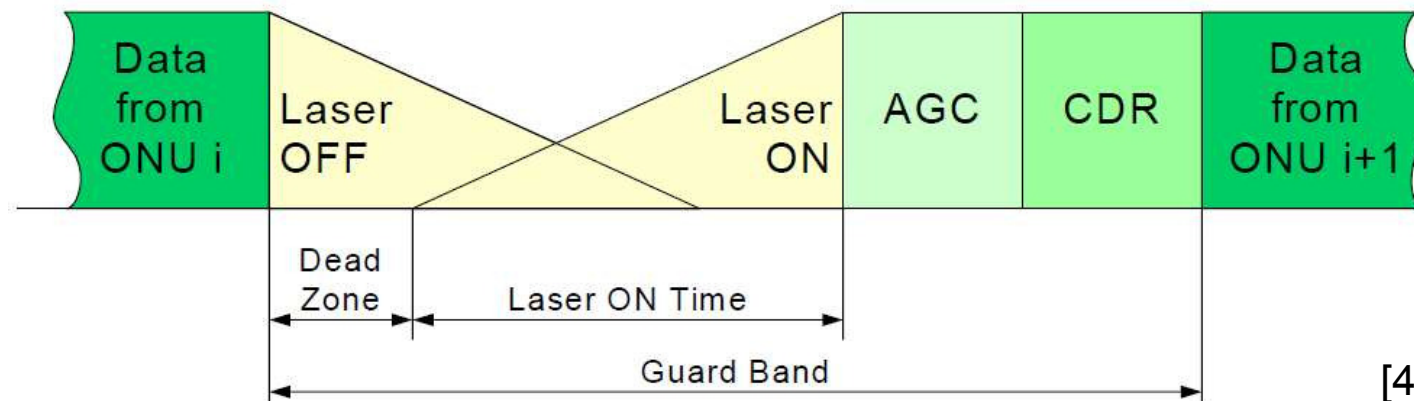 Data
from
ONU i
Laser
OFF
Laser
ON
AGC
CDR
Data
from
ONU i+1
Dead
Zone
Laser ON Time
Guard Band
[4